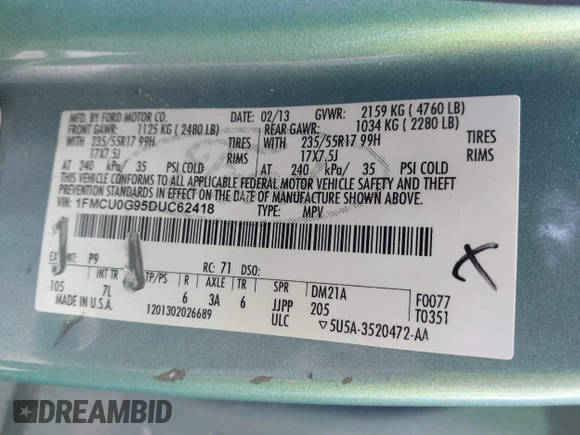 MFD. BY FORD MOTOR CO.
DATE: 02/13 GVWR: 2159 KG ( 4760 LB)
FRONT GAWR: 1125 KG ( 2480 LB) REAR GAWR: 1034 KG ( 2280 LB)
WITH 235/55R17 99H TIRES WITH 235/55R17 99H TIRES
17X7.5J RIMS 17X7.5J RIMS
AT 240 kPa/ 35 PSI COLD AT 240 kPa/ 35 PSI COLD
THIS VEHICLE CONFORMS TO ALL APPLICABLE FEDERAL MOTOR VEHICLE SAFETY AND THEFT
PREVENTION STANDARDS IN EFFECT ON THE DATE OF MANUFACTURE SHOWN ABOVE.
VIN: 1FMCU0G95DUC62418 TYPE: MPV
X
EXT PNT: P9 RC: 71 DSO:
INT TR TP/PS R AXLE TR SPR DM21A F0077
105 7L 6 3A 6 JJPP 205 T0351
MADE IN U.S.A. 1201302026689 ULC ▽5U5A-3520472-AA
DREAMBID